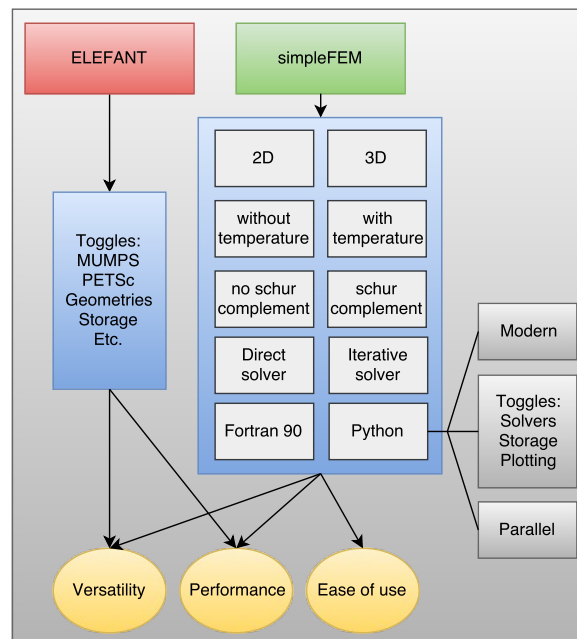 ELEFANT
simpleFEM
Toggles:
MUMPS
PETSc
Geometries
Storage
Etc.
2D
3D
without
temperature
with
temperature
no schur
complement
schur
complement
Direct
solver
Iterative
solver
Fortran 90
Python
Modern
Toggles:
Solvers
Storage
Plotting
Parallel
Versatility
Performance
Ease of use